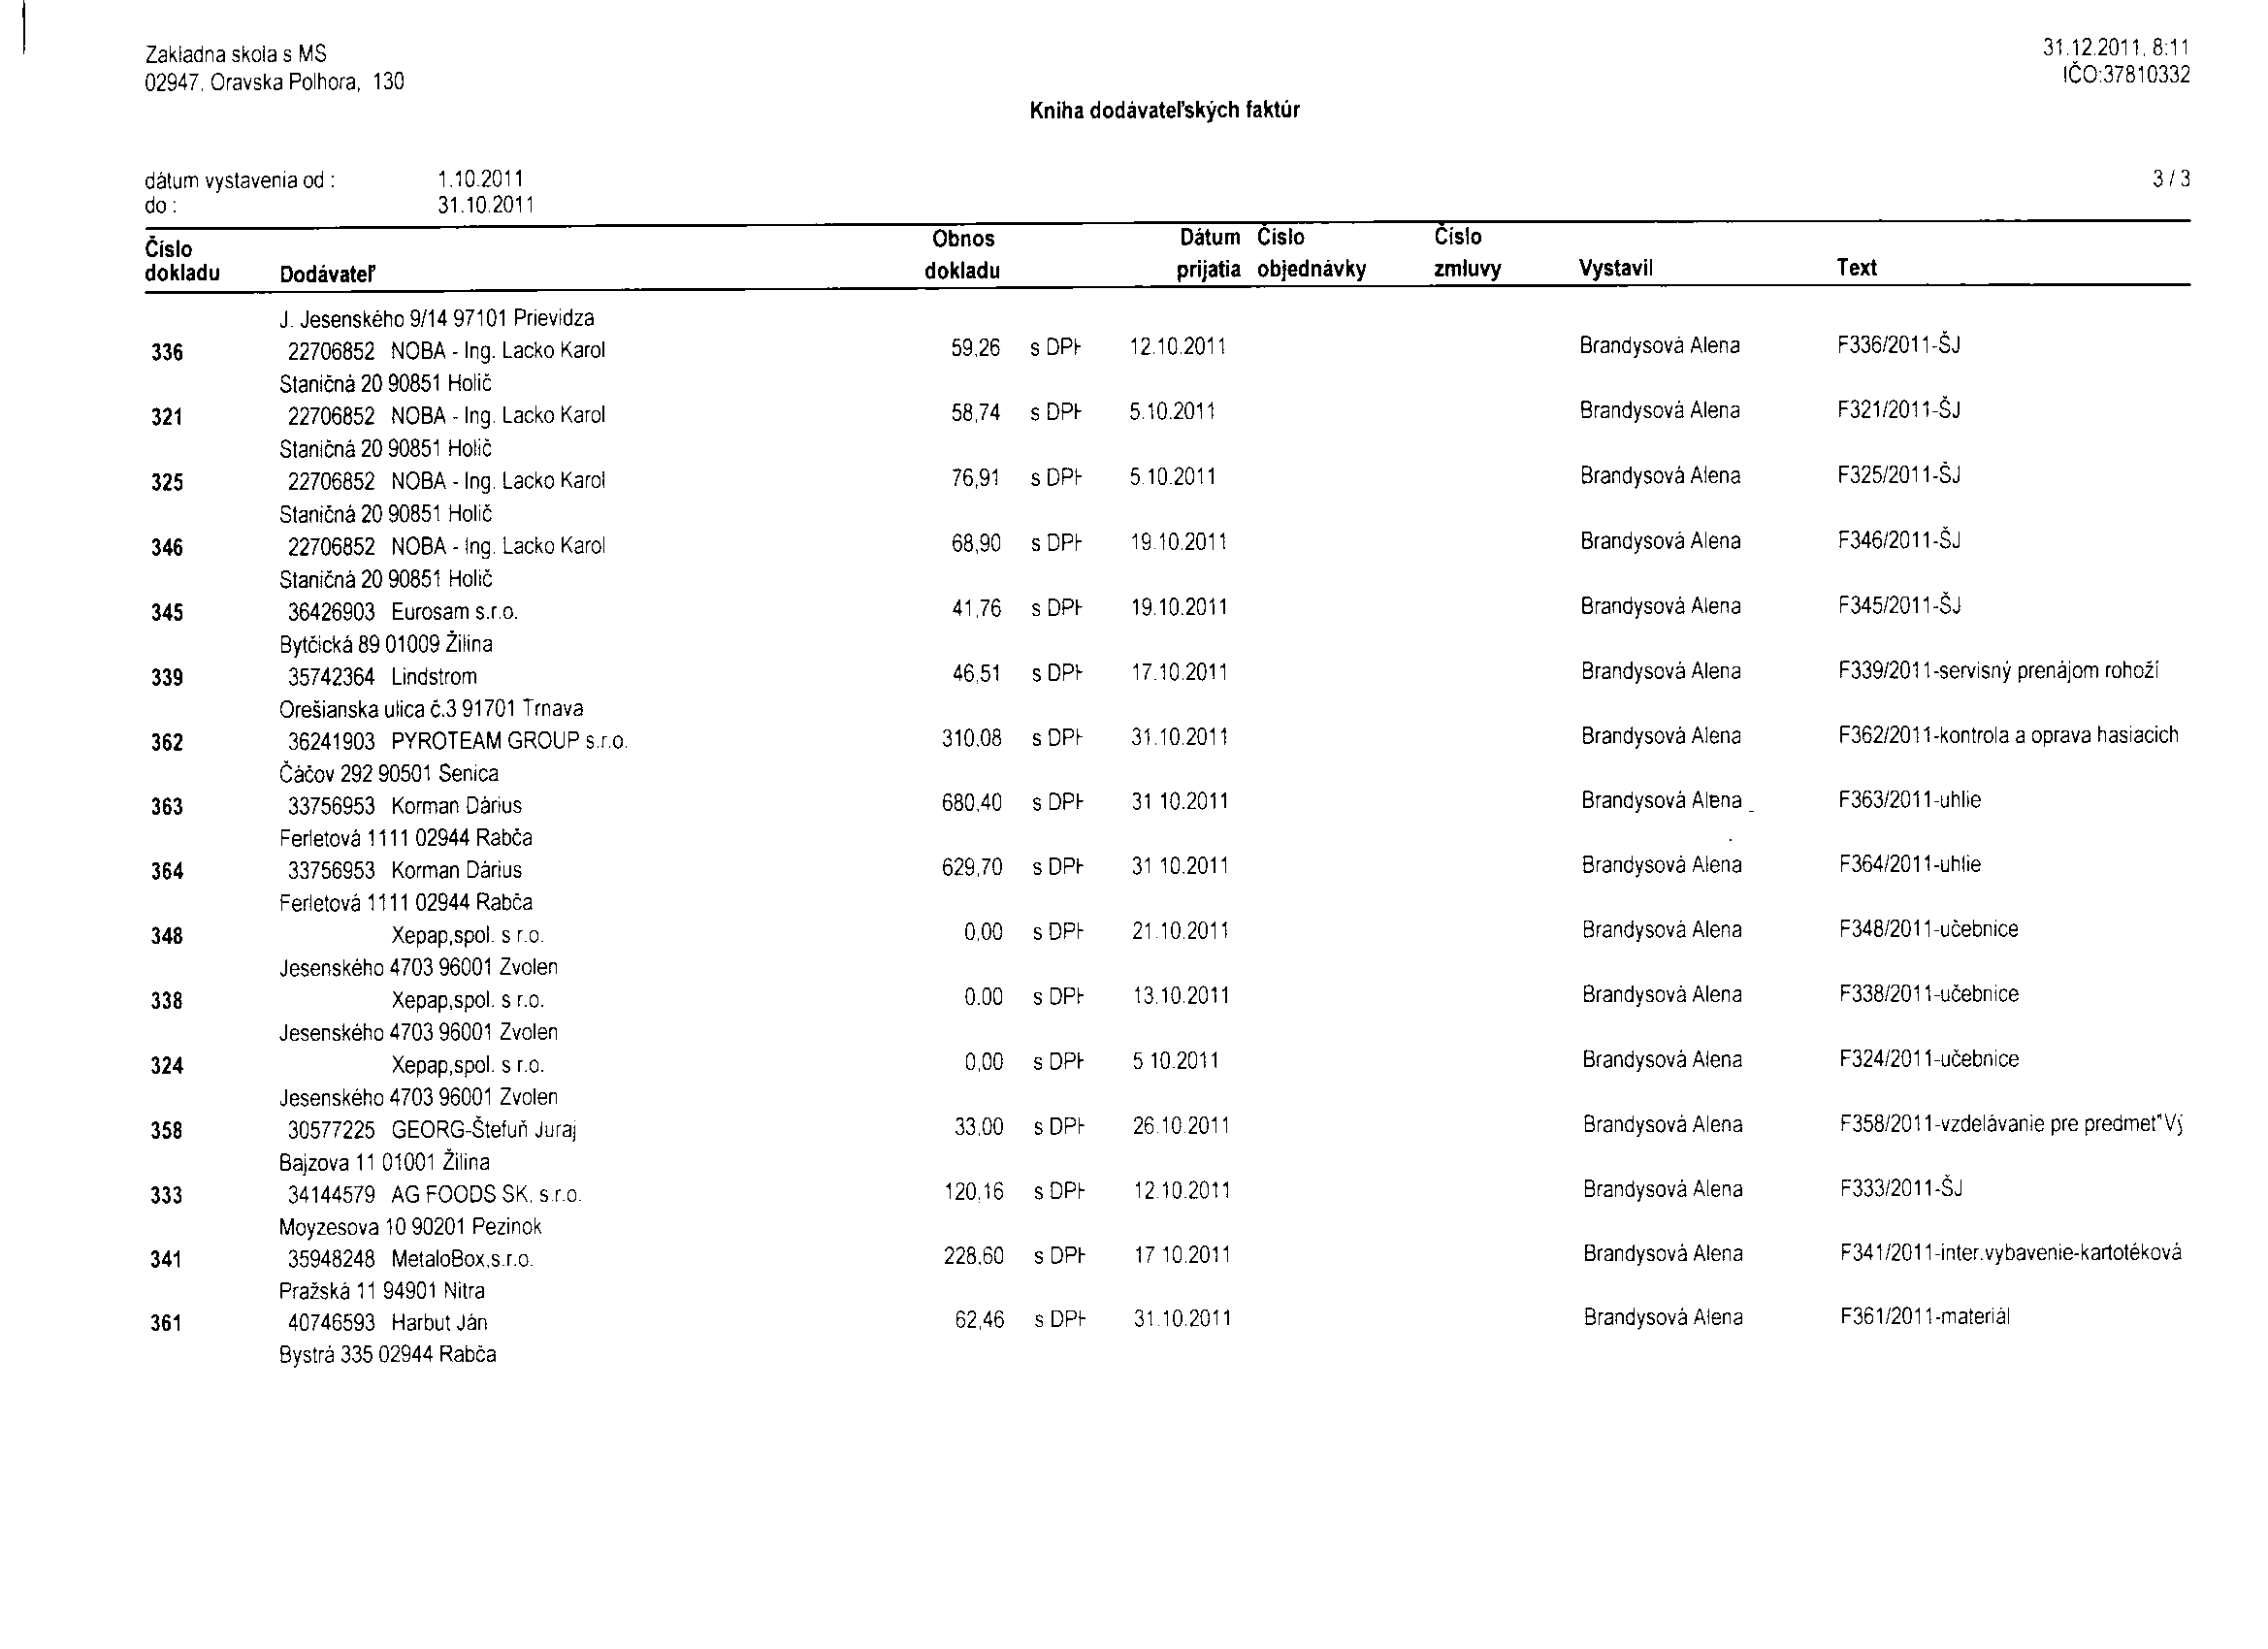 Zakladna skola s MS
31.12.2011, 8:11
02947, Oravska Polhora, 130
IČO:37810332
Kniha dodávateľských faktúr
dátum vystavenia od : 1.10.2011
3 / 3
do : 31.10.2011
Číslo Obnos Dátum Číslo Číslo
dokladu Dodávateľ dokladu prijatia objednávky zmluvy Vystavil Text
J. Jesenského 9/14 97101 Prievidza
336 22706852 NOBA - Ing. Lacko Karol 59,26 s DPH 12.10.2011 Brandysová Alena F336/2011-ŠJ
Staničná 20 90851 Holič
321 22706852 NOBA - Ing. Lacko Karol 58,74 s DPH 5.10.2011 Brandysová Alena F321/2011-ŠJ
Staničná 20 90851 Holič
325 22706852 NOBA - Ing. Lacko Karol 76,91 s DPH 5.10.2011 Brandysová Alena F325/2011-ŠJ
Staničná 20 90851 Holič
346 22706852 NOBA - Ing. Lacko Karol 68,90 s DPH 19.10.2011 Brandysová Alena F346/2011-ŠJ
Staničná 20 90851 Holič
345 36426903 Eurosam s.r.o. 41,76 s DPH 19.10.2011 Brandysová Alena F345/2011-ŠJ
Bytčická 89 01009 Žilina
339 35742364 Lindstrom 46,51 s DPH 17.10.2011 Brandysová Alena F339/2011-servisný prenájom rohoží
Orešianska ulica č.3 91701 Trnava
362 36241903 PYROTEAM GROUP s.r.o. 310,08 s DPH 31.10.2011 Brandysová Alena F362/2011-kontrola a oprava hasiacich
Čáčov 292 90501 Senica
363 33756953 Korman Dárius 680,40 s DPH 31.10.2011 Brandysová Alena F363/2011-uhlie
Ferletová 1111 02944 Rabča
364 33756953 Korman Dárius 629,70 s DPH 31.10.2011 Brandysová Alena F364/2011-uhlie
Ferletová 1111 02944 Rabča
348 Xepap,spol. s r.o. 0,00 s DPH 21.10.2011 Brandysová Alena F348/2011-učebnice
Jesenského 4703 96001 Zvolen
338 Xepap,spol. s r.o. 0,00 s DPH 13.10.2011 Brandysová Alena F338/2011-učebnice
Jesenského 4703 96001 Zvolen
324 Xepap,spol. s r.o. 0,00 s DPH 5.10.2011 Brandysová Alena F324/2011-učebnice
Jesenského 4703 96001 Zvolen
358 30577225 GEORG-Štefuň Juraj 33,00 s DPH 26.10.2011 Brandysová Alena F358/2011-vzdelávanie pre predmet"Vý
Bajzova 11 01001 Žilina
333 34144579 AG FOODS SK, s.r.o. 120,16 s DPH 12.10.2011 Brandysová Alena F333/2011-ŠJ
Moyzesova 10 90201 Pezinok
341 35948248 MetaloBox,s.r.o. 228,60 s DPH 17.10.2011 Brandysová Alena F341/2011-inter.vybavenie-kartotéková
Pražská 11 94901 Nitra
361 40746593 Harbut Ján 62,46 s DPH 31.10.2011 Brandysová Alena F361/2011-materiál
Bystrá 335 02944 Rabča